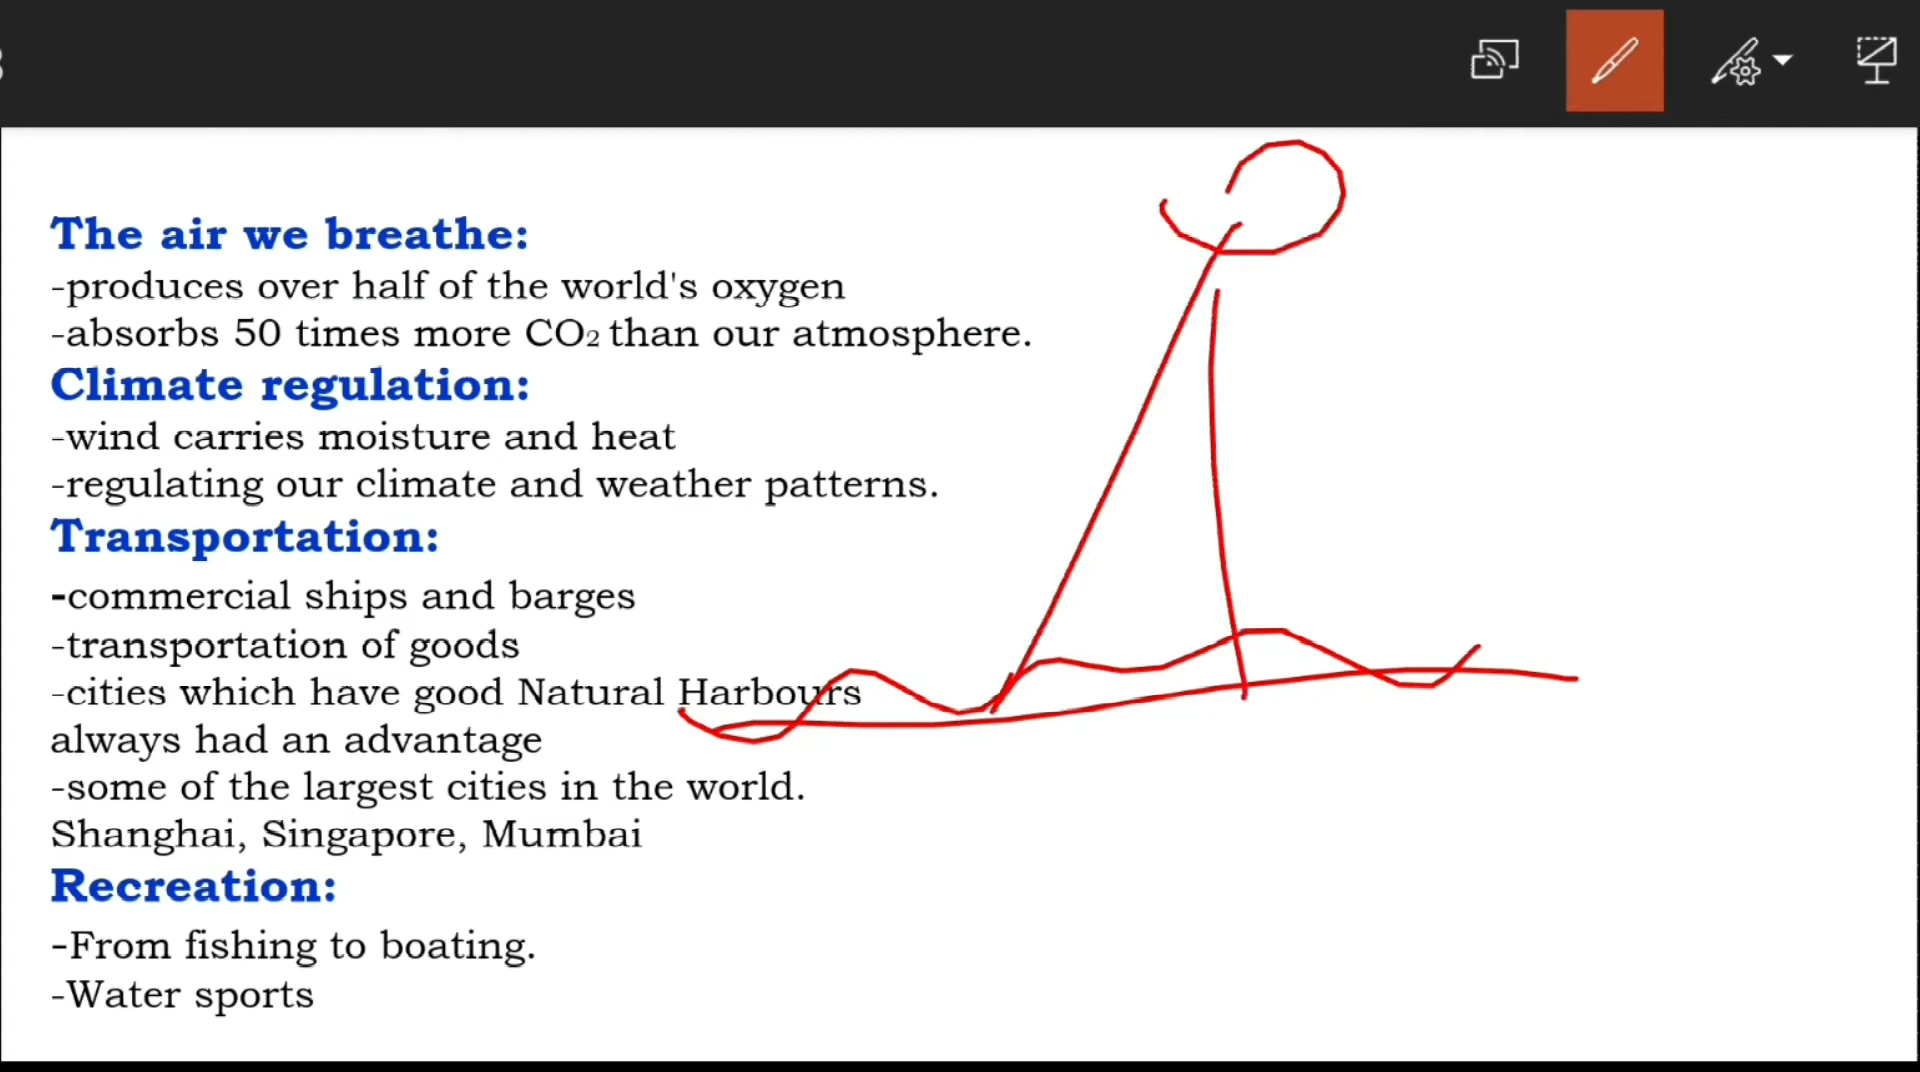 The air we breathe:
-produces over half of the world's oxygen
-absorbs 50 times more CO₂ than our atmosphere.
Climate regulation:
-wind carries moisture and heat
-regulating our climate and weather patterns.
Transportation:
-commercial ships and barges
-transportation of goods
-cities which have good Natural Harbours
always had an advantage
-some of the largest cities in the world.
Shanghai, Singapore, Mumbai
Recreation:
-From fishing to boating.
-Water sports